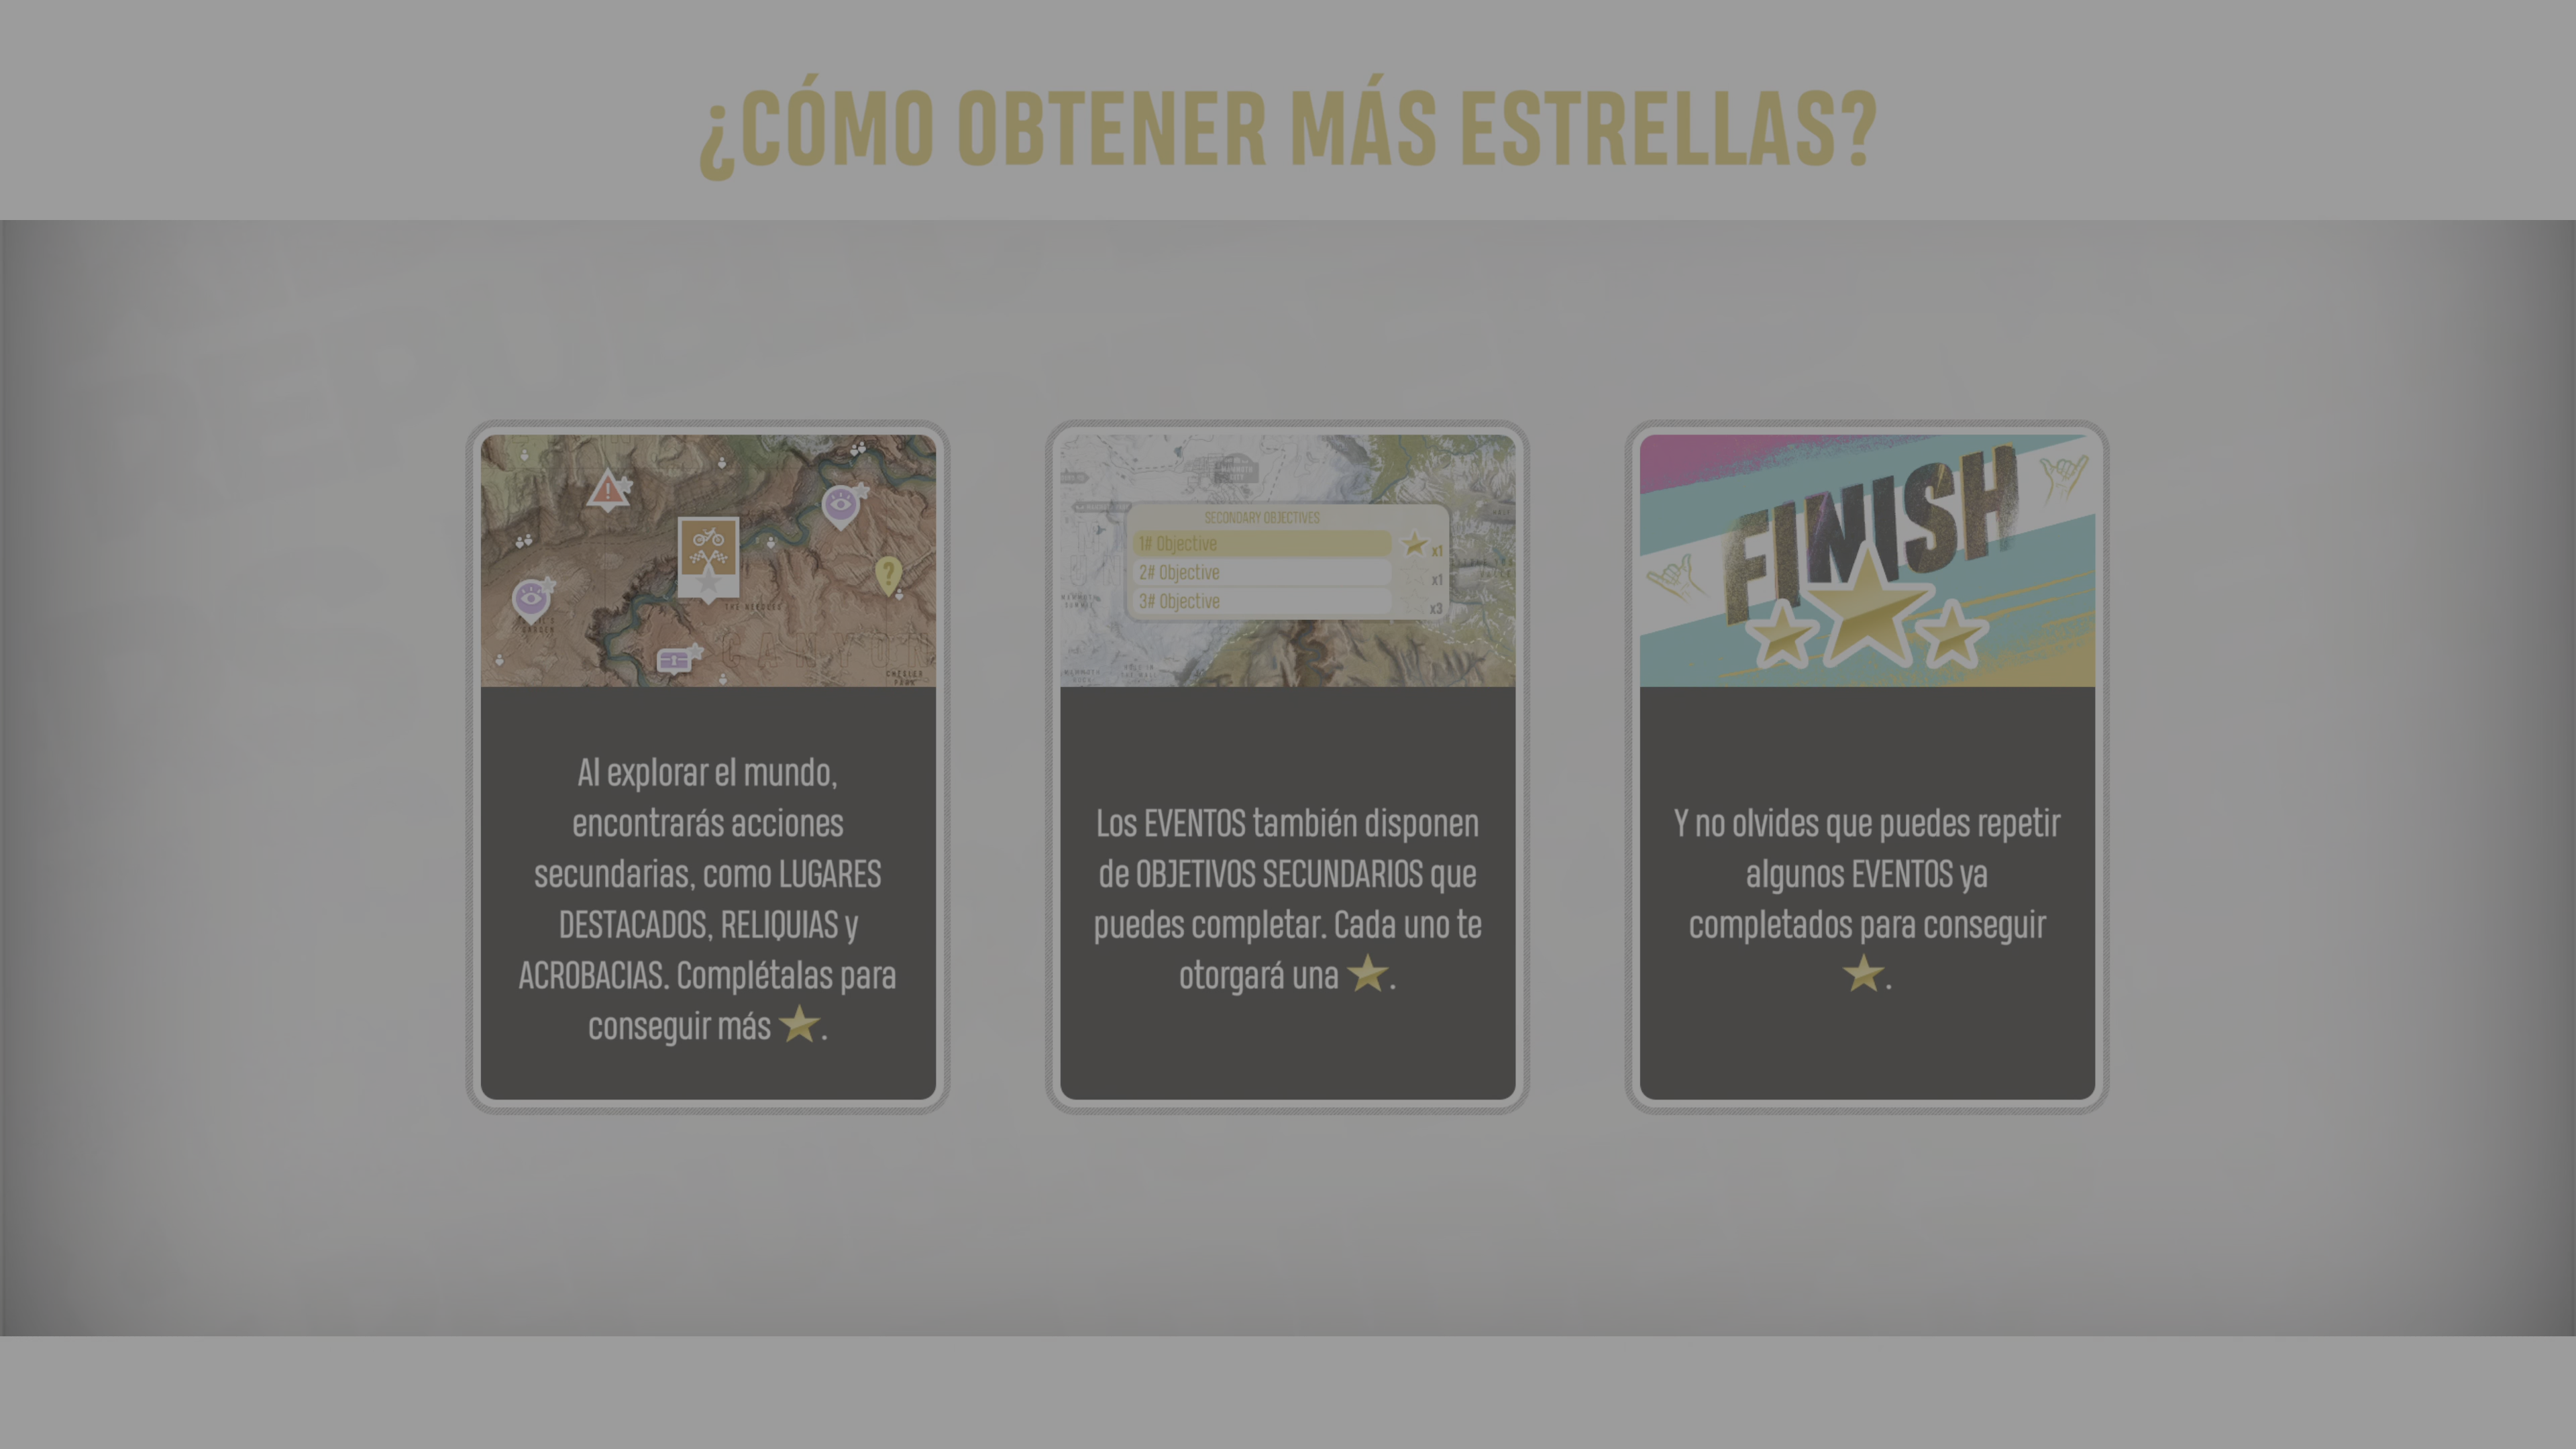 ¿CÓMO OBTENER MÁS ESTRELLAS?
THE NEEDLES
CANYON
Al explorar el mundo,
encontrarás acciones
secundarias, como LUGARES
DESTACADOS, RELIQUIAS y
ACROBACIAS. Complétalas para
conseguir más ★.
SECONDARY OBJECTIVES
1# Objective x1
2# Objective x1
3# Objective x3
Los EVENTOS también disponen
de OBJETIVOS SECUNDARIOS que
puedes completar. Cada uno te
otorgará una ★.
FINISH
Y no olvides que puedes repetir
algunos EVENTOS ya
completados para conseguir
★.